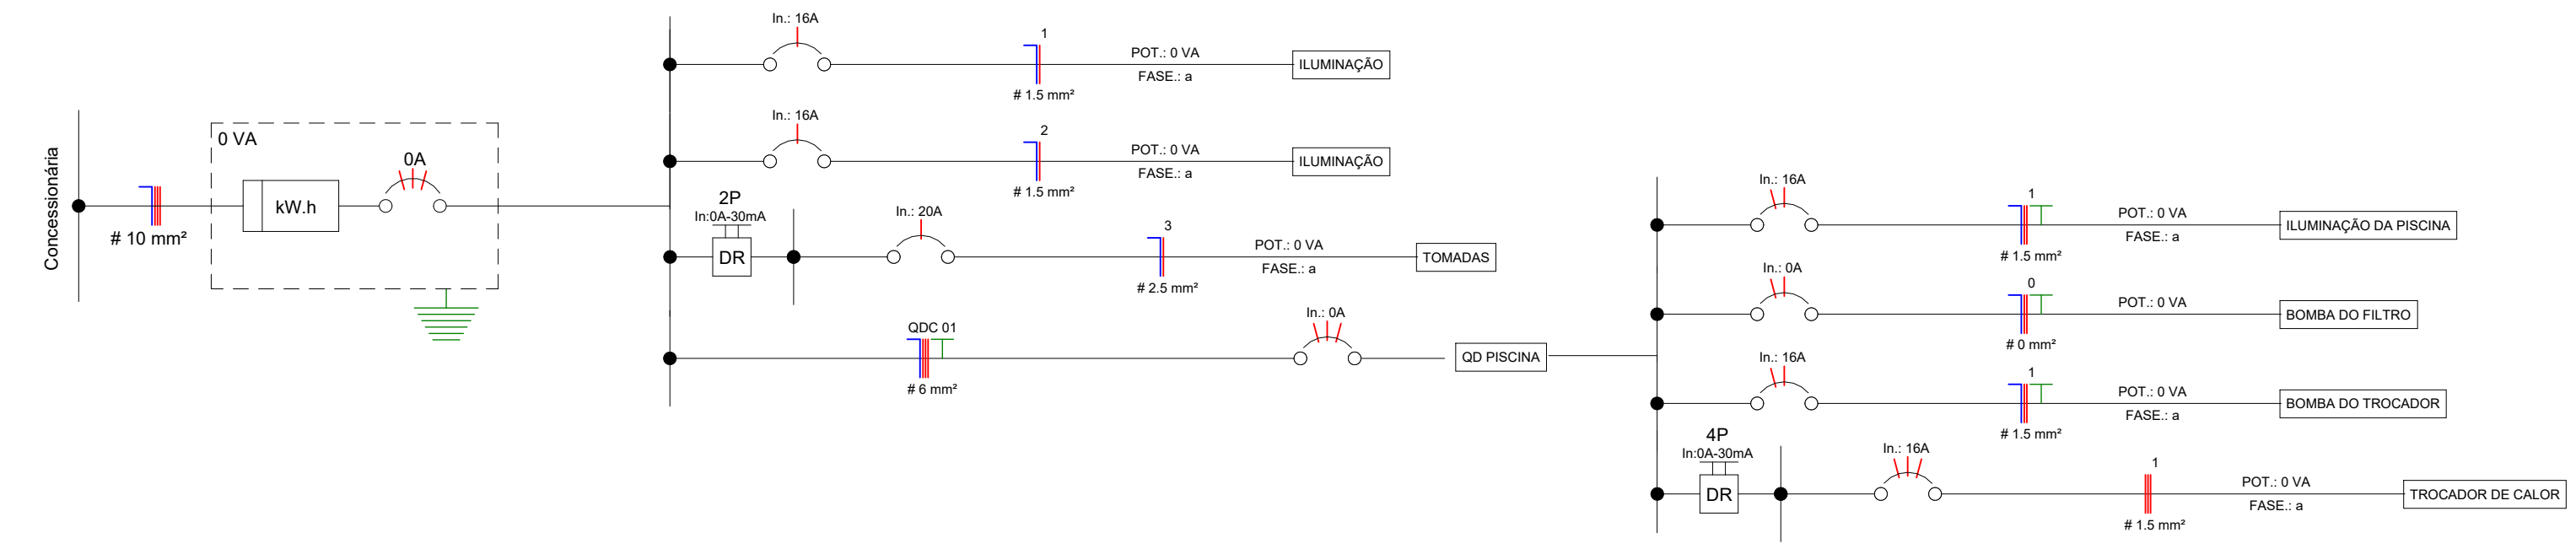 Concessionária
# 10 mm²
0 VA
kW.h
0A
In.: 16A
1
# 1.5 mm²
POT.: 0 VA
FASE.: a
ILUMINAÇÃO
In.: 16A
2
# 1.5 mm²
POT.: 0 VA
FASE.: a
ILUMINAÇÃO
2P
In:0A-30mA
DR
In.: 20A
3
# 2.5 mm²
POT.: 0 VA
FASE.: a
TOMADAS
QDC 01
# 6 mm²
In.: 0A
QD PISCINA
In.: 16A
1
# 1.5 mm²
POT.: 0 VA
FASE.: a
ILUMINAÇÃO DA PISCINA
In.: 0A
0
# 0 mm²
POT.: 0 VA
BOMBA DO FILTRO
In.: 16A
1
# 1.5 mm²
POT.: 0 VA
FASE.: a
BOMBA DO TROCADOR
4P
In:0A-30mA
DR
In.: 16A
1
# 1.5 mm²
POT.: 0 VA
FASE.: a
TROCADOR DE CALOR